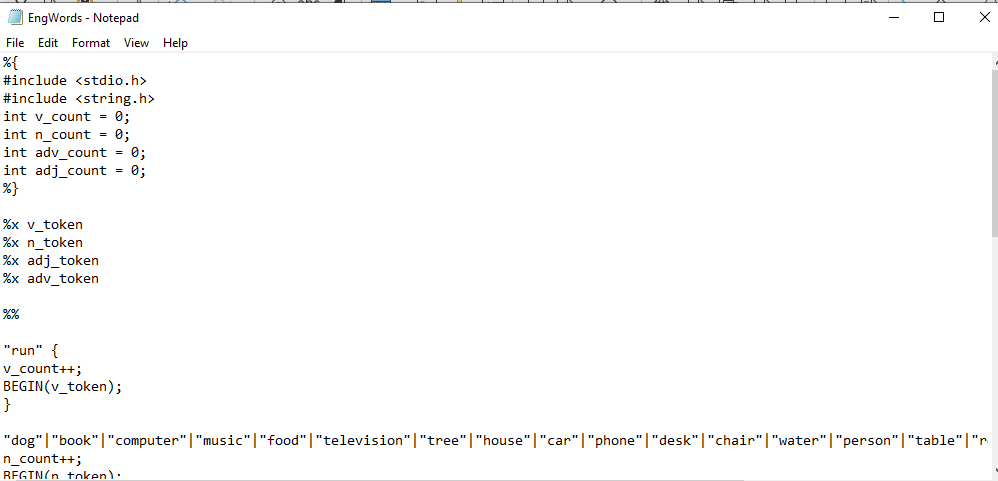 EngWords - Notepad
File Edit Format View Help
%{
#include <stdio.h>
#include <string.h>
int v_count = 0;
int n_count = 0;
int adv_count = 0;
int adj_count = 0;
%}
%x v_token
%x n_token
%x adj_token
%x adv_token
%%
"run" {
v_count++;
BEGIN(v_token);
}
"dog"|"book"|"computer"|"music"|"food"|"television"|"tree"|"house"|"car"|"phone"|"desk"|"chair"|"water"|"person"|"table"|
n_count++;
BEGIN(n_token);